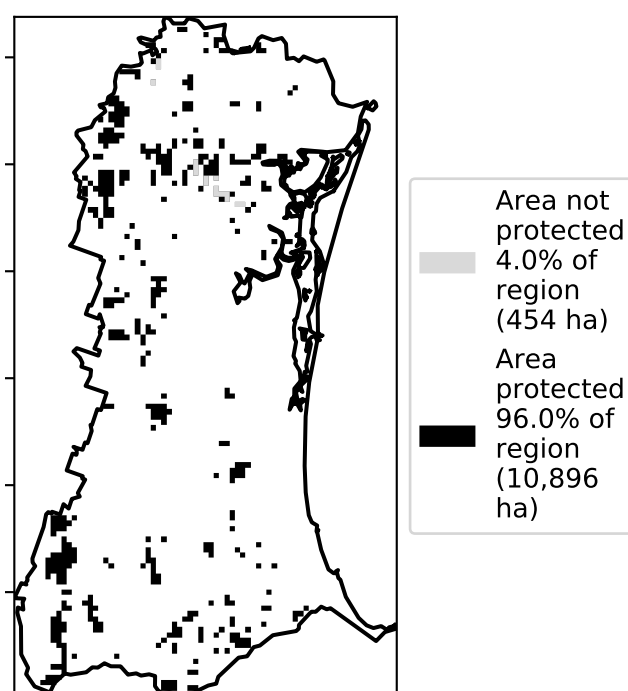 Area not
protected
4.0% of
region
(454 ha)
Area
protected
96.0% of
region
(10,896
ha)